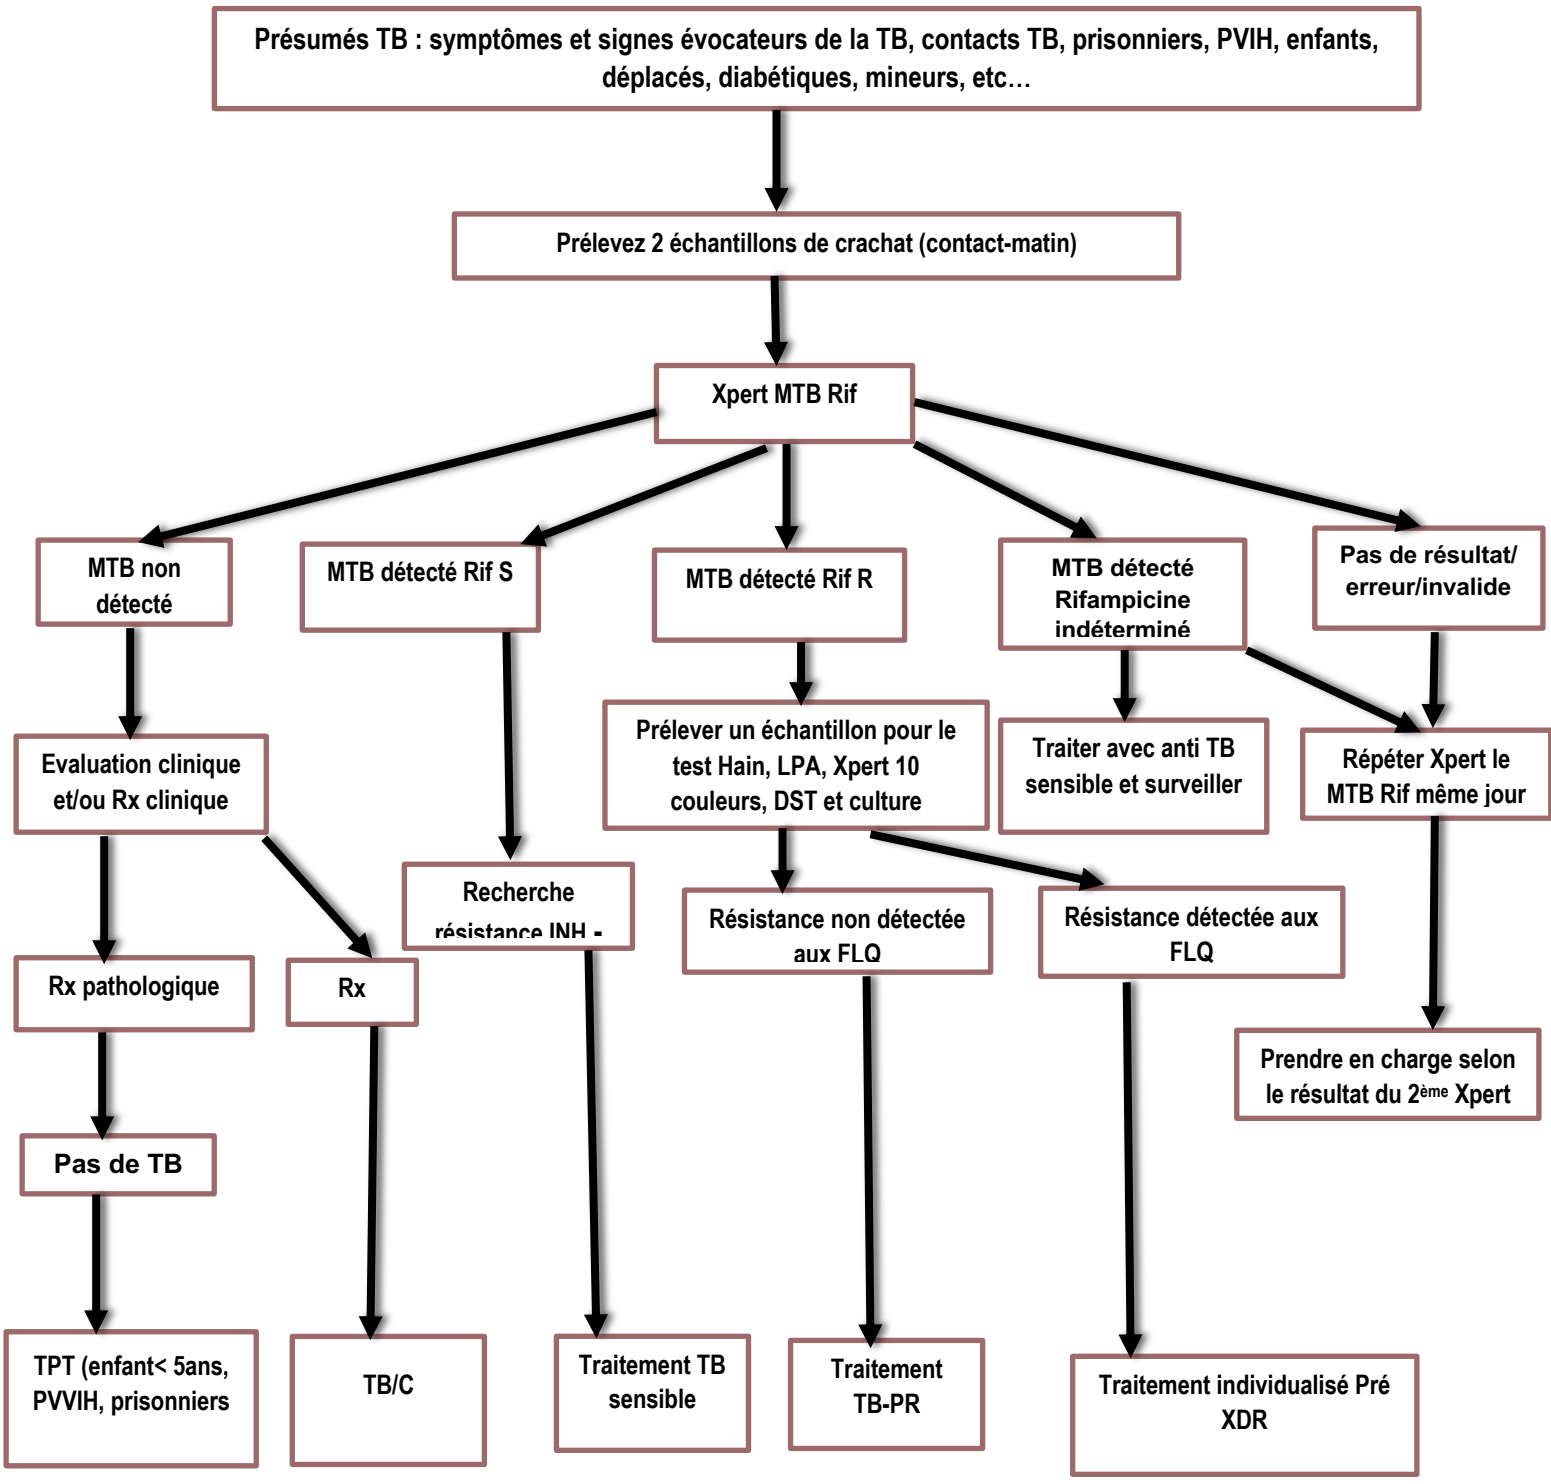 Présumés TB : symptômes et signes évocateurs de la TB, contacts TB, prisonniers, PVIH, enfants,
déplacés, diabétiques, mineurs, etc…
Prélevez 2 échantillons de crachat (contact-matin)
Xpert MTB Rif
MTB non
détecté
MTB détecté Rif S
MTB détecté Rif R
MTB détecté
Rifampicine
indéterminé
Pas de résultat/
erreur/invalide
Evaluation clinique
et/ou Rx clinique
Prélever un échantillon pour le
test Hain, LPA, Xpert 10
couleurs, DST et culture
Traiter avec anti TB
sensible et surveiller
Répéter Xpert le
MTB Rif même jour
Recherche
résistance INH -
Résistance non détectée
aux FLQ
Résistance détectée aux
FLQ
Rx pathologique
Rx
Prendre en charge selon
le résultat du 2ème Xpert
Pas de TB
TPT (enfant< 5ans,
PVVIH, prisonniers
TB/C
Traitement TB
sensible
Traitement
TB-PR
Traitement individualisé Pré
XDR